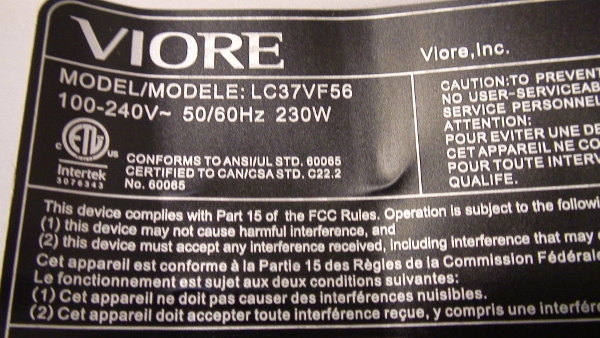 VIORE
Viore,Inc.
MODEL/MODELE: LC37VF56
100-240V~ 50/60Hz 230W
ETL
C US
Intertek
3076343
CONFORMS TO ANSI/UL STD. 60065
CERTIFIED TO CAN/CSA STD. C22.2
No. 60065
CAUTION:TO PREVENT
NO USER-SERVICEAB
SERVICE PERSONNEL
ATTENTION:
POUR EVITER UNE DE
CET APPAREIL NE CO
POUR TOUTE INTERV
QUALIFE.
This device complies with Part 15 of the FCC Rules. Operation is subject to the followi
(1) this device may not cause harmful interference, and
(2) this device must accept any interference received, including interference that may
Cet appareil est conforme à la Partie 15 des Règles de la Commission Fédérale
Le fonctionnement est sujet aux deux conditions suivantes:
(1) Cet appareil ne doit pas causer des interférences nuisibles.
(2) Cet appareil doit accepter toute interférence reçue, y compris une interfére